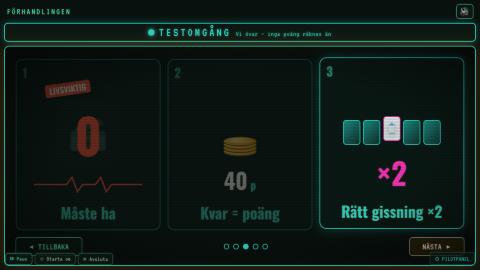 FÖRHANDLINGEN
TESTOMGÅNG Vi övar - inga poäng räknas än
1
LIVSVIKTIG
0
Måste ha
2
40 p
Kvar = poäng
3
×2
Rätt gissning ×2
◄ TILLBAKA
NÄSTA ►
Paus
Starta om
Avsluta
PILOTPANEL